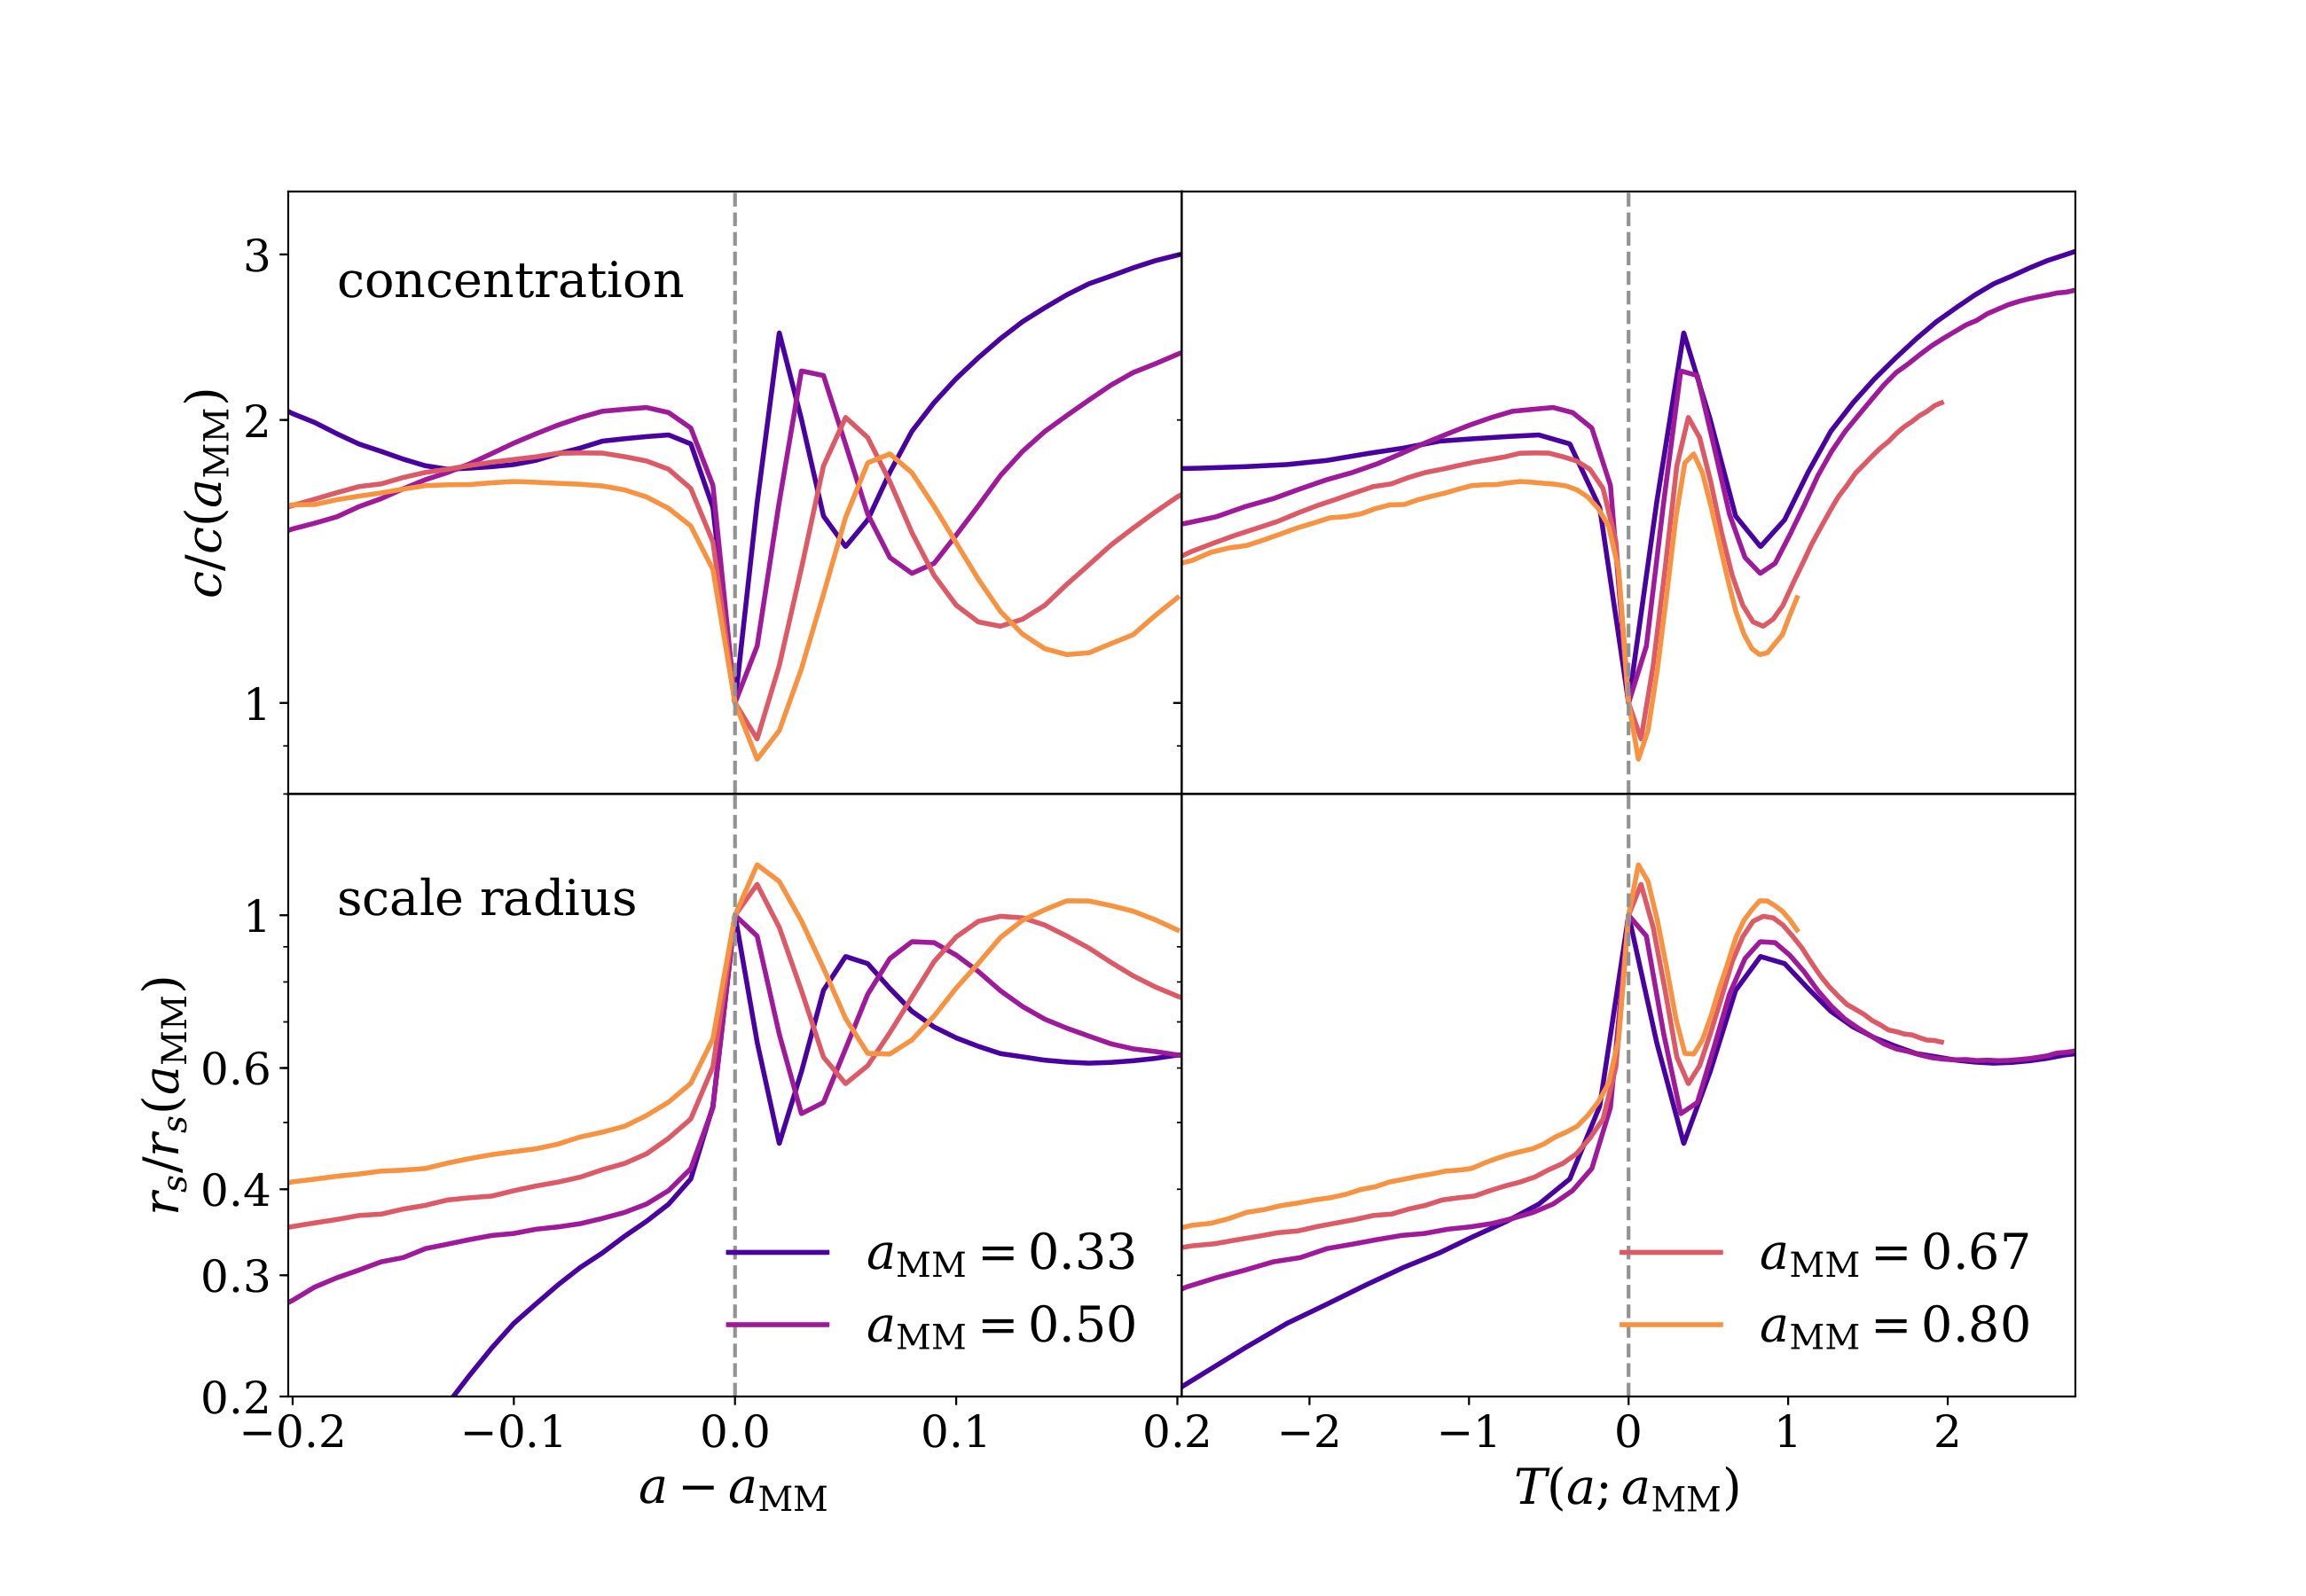 concentration
c/c(a_MM)
3
2
1
scale radius
r_s/r_s(a_MM)
1
0.6
0.4
0.3
0.2
a_MM = 0.33
a_MM = 0.50
a_MM = 0.67
a_MM = 0.80
−0.2 −0.1 0.0 0.1 0.2 −2 −1 0 1 2
a − a_MM
T(a; a_MM)